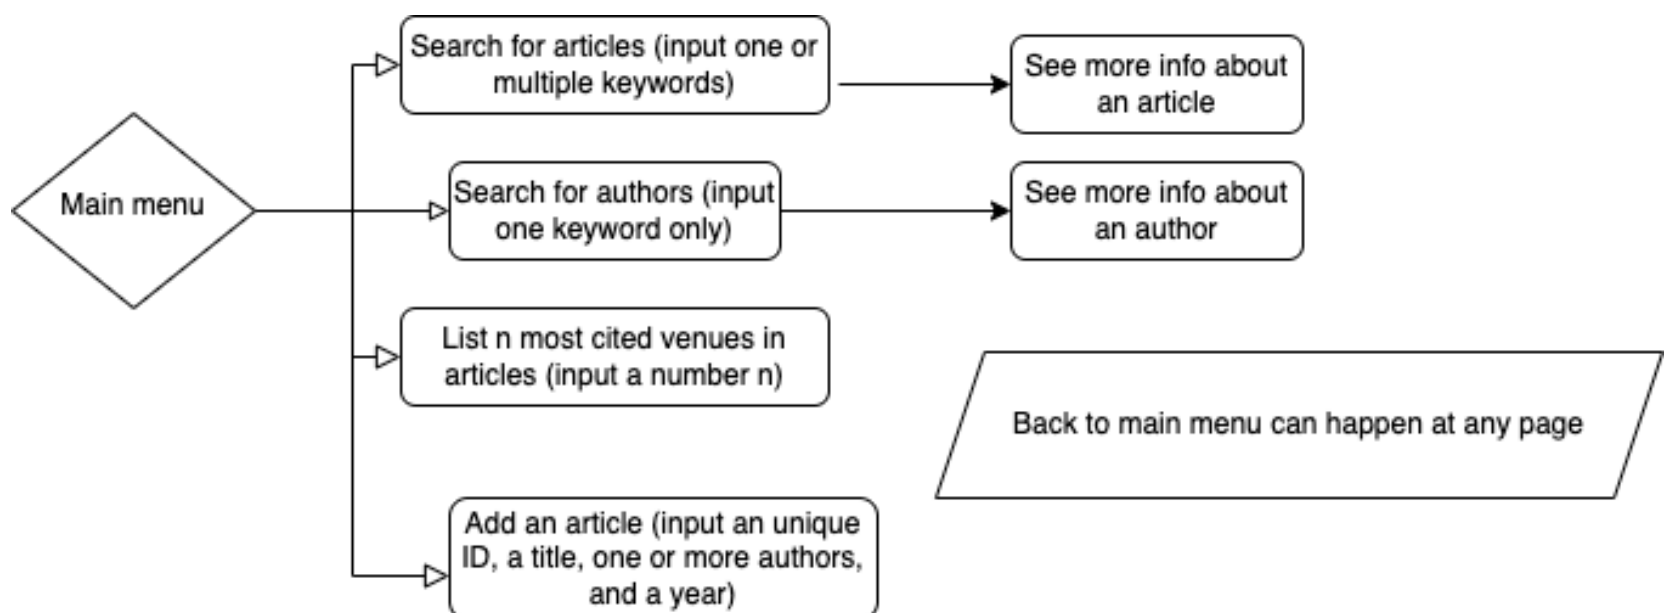 Search for articles (input one or
multiple keywords)
See more info about
an article
Main menu
Search for authors (input
one keyword only)
See more info about
an author
List n most cited venues in
articles (input a number n)
Back to main menu can happen at any page
Add an article (input an unique
ID, a title, one or more authors,
and a year)